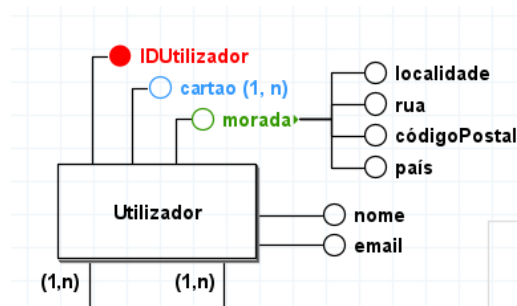 IDUtilizador
cartao (1, n)
morada
localidade
rua
códigoPostal
país
Utilizador
nome
email
(1,n)
(1,n)